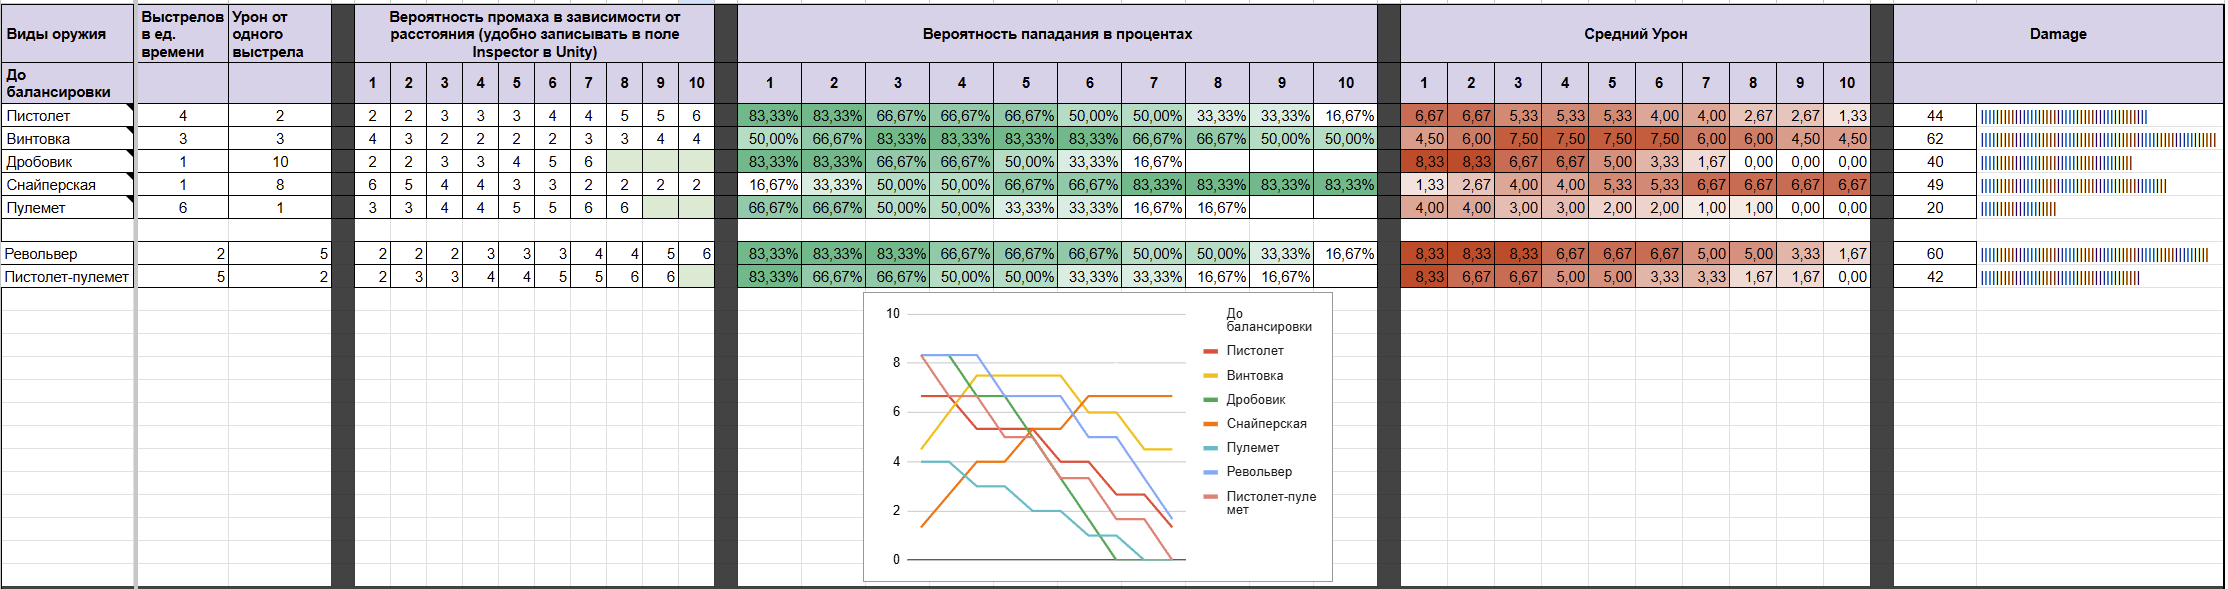 Виды оружия Выстрелов в ед. времени Урон от одного выстрела Вероятность промаха в зависимости от расстояния (удобно записывать в поле Inspector в Unity) Вероятность пападания в процентах Средний Урон Damage
До балансировки 1 2 3 4 5 6 7 8 9 10 1 2 3 4 5 6 7 8 9 10 1 2 3 4 5 6 7 8 9 10
Пистолет 4 2 2 2 3 3 3 4 4 5 5 6 83,33% 83,33% 66,67% 66,67% 66,67% 50,00% 50,00% 33,33% 33,33% 16,67% 6,67 6,67 5,33 5,33 5,33 4,00 4,00 2,67 2,67 1,33 44
Винтовка 3 3 4 3 2 2 2 2 3 3 4 4 50,00% 66,67% 83,33% 83,33% 83,33% 83,33% 66,67% 66,67% 50,00% 50,00% 4,50 6,00 7,50 7,50 7,50 7,50 6,00 6,00 4,50 4,50 62
Дробовик 1 10 2 2 3 3 4 5 6 83,33% 83,33% 66,67% 66,67% 50,00% 33,33% 16,67% 8,33 8,33 6,67 6,67 5,00 3,33 1,67 0,00 0,00 0,00 40
Снайперская 1 8 6 5 4 4 3 3 2 2 2 2 16,67% 33,33% 50,00% 50,00% 66,67% 66,67% 83,33% 83,33% 83,33% 83,33% 1,33 2,67 4,00 4,00 5,33 5,33 6,67 6,67 6,67 6,67 49
Пулемет 6 1 3 3 4 4 5 5 6 6 66,67% 66,67% 50,00% 50,00% 33,33% 33,33% 16,67% 16,67% 4,00 4,00 3,00 3,00 2,00 2,00 1,00 1,00 0,00 0,00 20
Револьвер 2 5 2 2 2 3 3 3 4 4 5 6 83,33% 83,33% 83,33% 66,67% 66,67% 66,67% 50,00% 50,00% 33,33% 16,67% 8,33 8,33 8,33 6,67 6,67 6,67 5,00 5,00 3,33 1,67 60
Пистолет-пулемет 5 2 2 3 3 4 4 5 5 6 6 83,33% 66,67% 66,67% 50,00% 50,00% 33,33% 33,33% 16,67% 16,67% 8,33 6,67 6,67 5,00 5,00 3,33 3,33 1,67 1,67 0,00 42
10
8
6
4
2
0
До
балансировки
Пистолет
Винтовка
Дробовик
Снайперская
Пулемет
Револьвер
Пистолет-пуле
мет